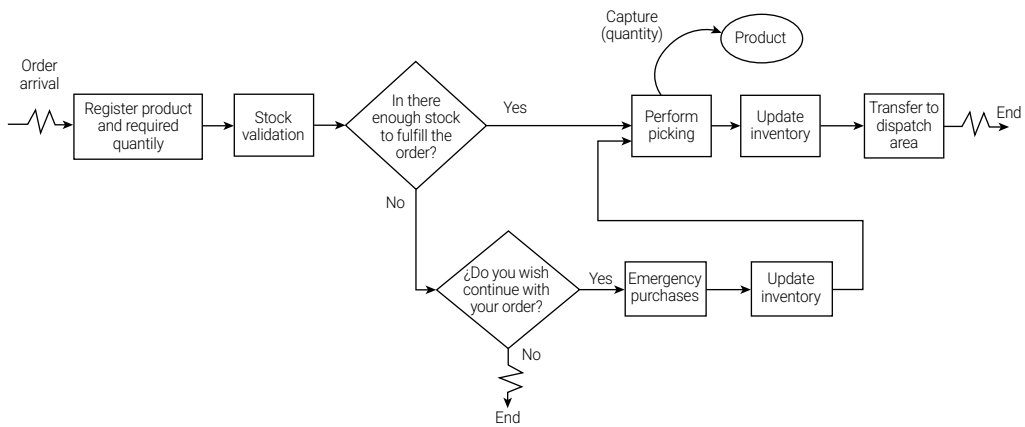 Order
arrival
Register product
and required
quantily
Stock
validation
In there
enough stock
to fulfill the
order?
Yes
No
Capture
(quantity)
Product
Perform
picking
Update
inventory
Transfer to
dispatch
area
End
¿Do you wish
continue with
your order?
Yes
No
End
Emergency
purchases
Update
inventory